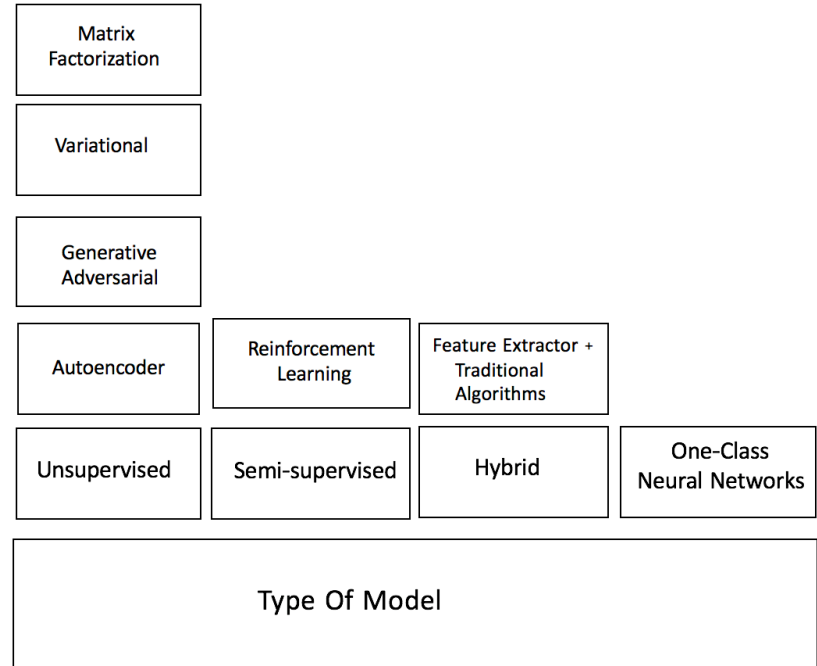 Matrix
Factorization
Variational
Generative
Adversarial
Autoencoder
Reinforcement
Learning
Feature Extractor +
Traditional
Algorithms
Unsupervised
Semi-supervised
Hybrid
One-Class
Neural Networks
Type Of Model